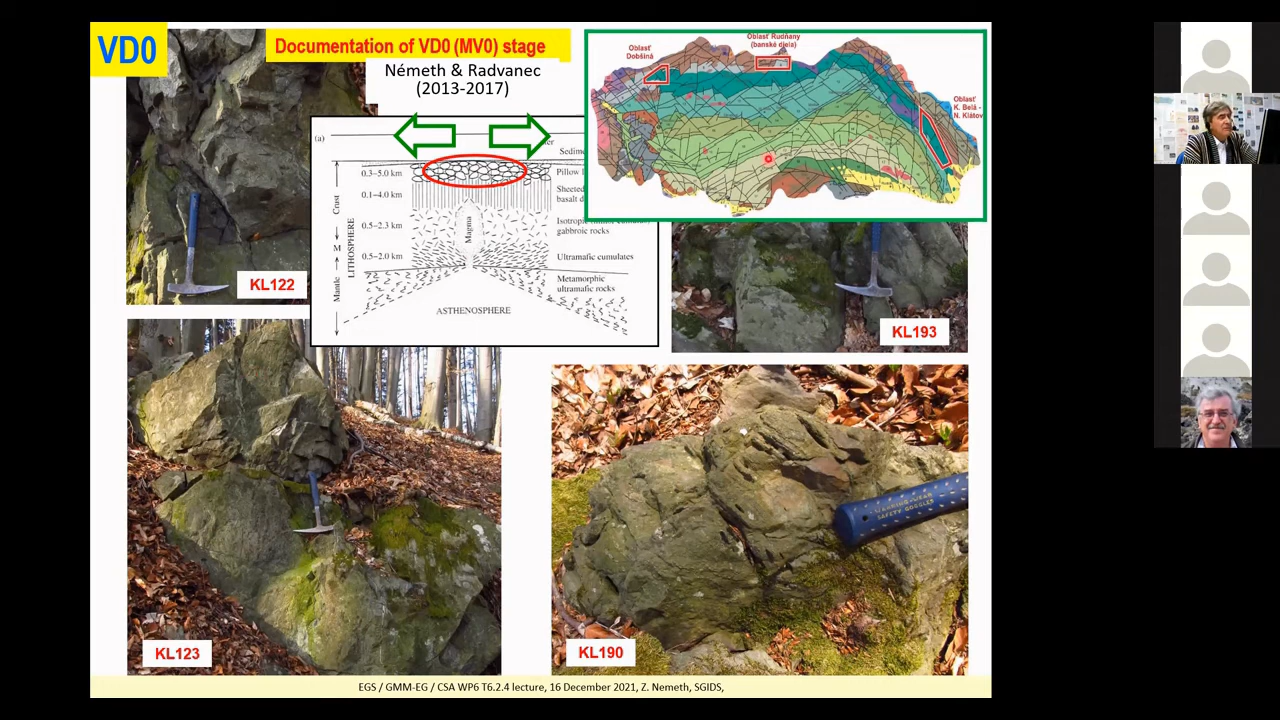 VD0
Documentation of VD0 (MV0) stage
Németh & Radvanec
(2013-2017)
(a)
Sedim
0.3–5.0 km
Pillow l
0.1–4.0 km
Sheeted
basalt d
0.5–2.3 km
Isotropic
gabbroic rocks
0.5–2.0 km
Ultramafic cumulates
Metamorphic
ultramafic rocks
ASTHENOSPHERE
Magma
Crust
M
Mantle
LITHOSPHERE
Oblasť
Dobšiná
Oblasť Rudňany
(banské diela)
Oblasť
K. Belá -
N. Klátov
KL122
KL193
KL123
KL190
SAFETY GOGGLES
EGS / GMM-EG / CSA WP6 T6.2.4 lecture, 16 December 2021, Z. Nemeth, SGIDS,